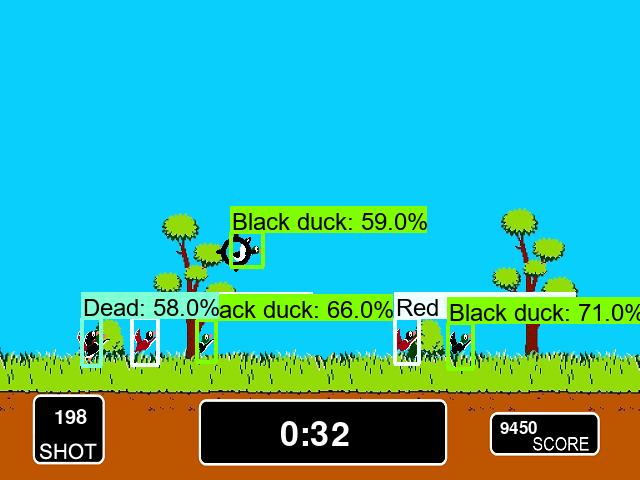 Black duck: 59.0%
Dead: 58.0%
ack duck: 66.0%
Red
Black duck: 71.0%
198
SHOT
0:32
9450
SCORE